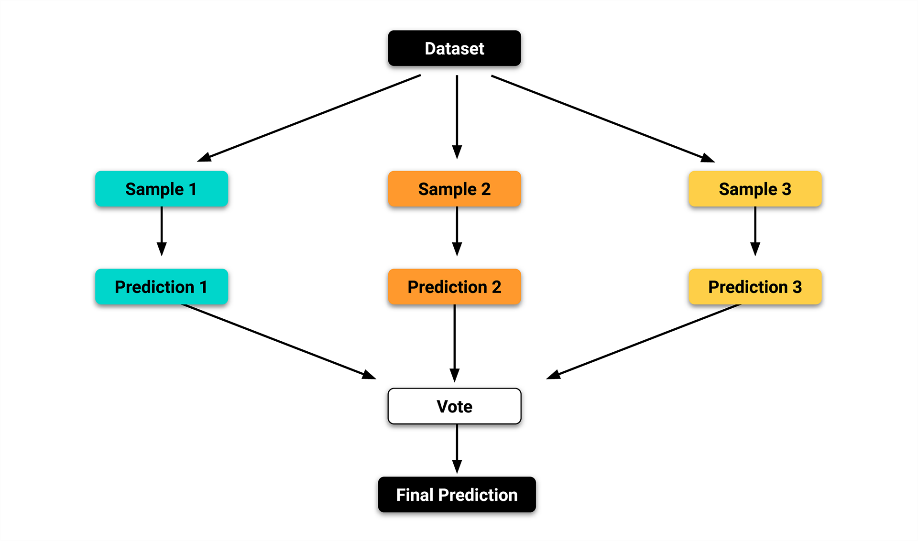 Dataset
Sample 1
Sample 2
Sample 3
Prediction 1
Prediction 2
Prediction 3
Vote
Final Prediction